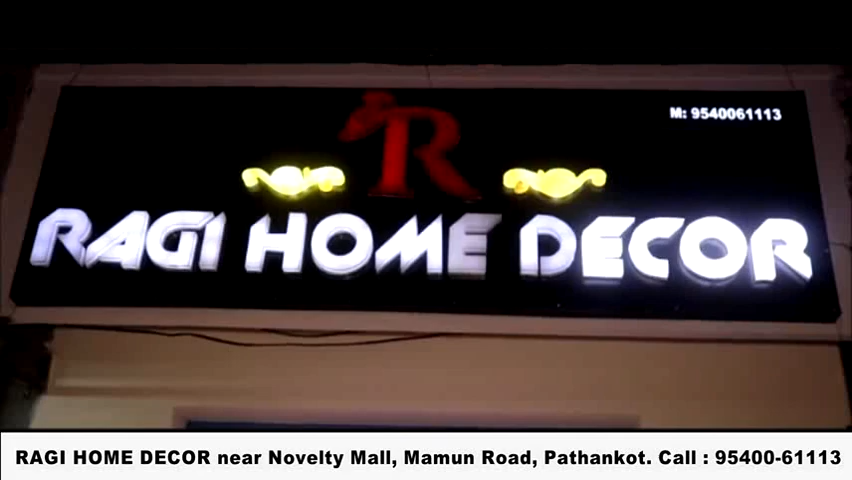 R
M: 9540061113
RAGI HOME DECOR
RAGI HOME DECOR near Novelty Mall, Mamun Road, Pathankot. Call : 95400-61113